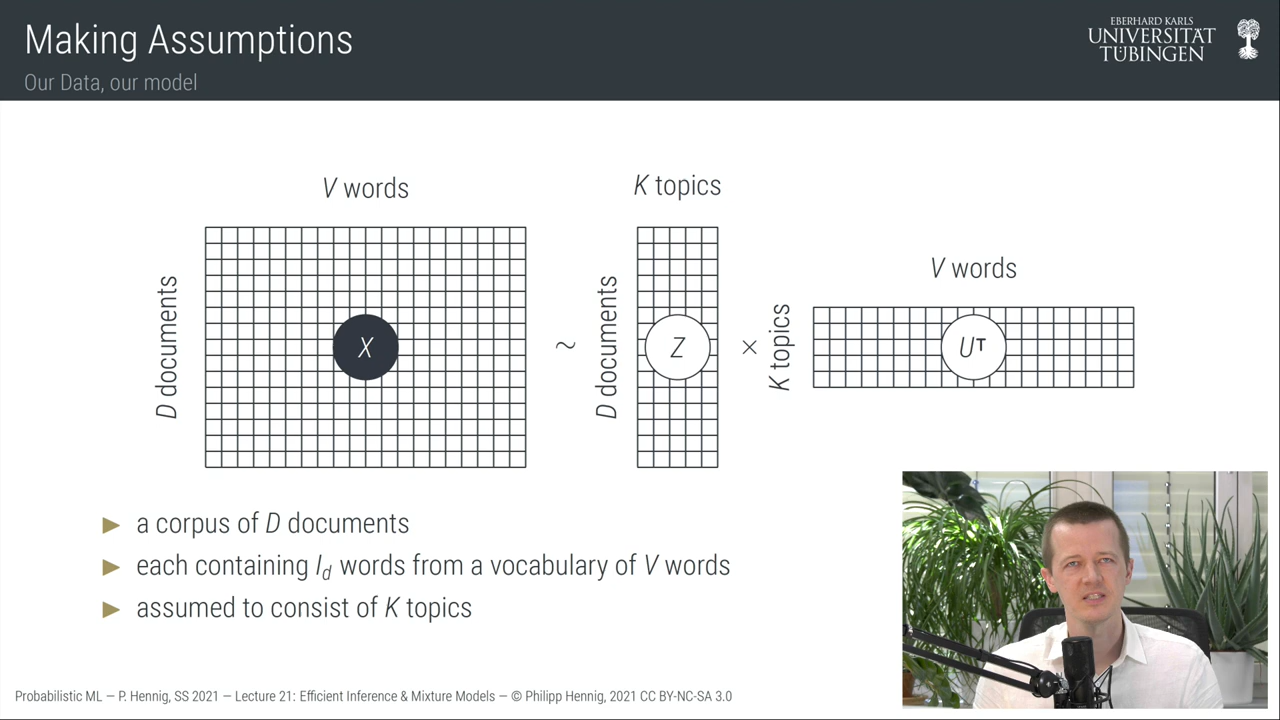 Making Assumptions
Our Data, our model
EBERHARD KARLS
UNIVERSITÄT
TÜBINGEN
V words
K topics
V words
D documents
X
~
D documents
Z
×
K topics
Uᵀ
► a corpus of D documents
► each containing I_d words from a vocabulary of V words
► assumed to consist of K topics
Probabilistic ML — P. Hennig, SS 2021 — Lecture 21: Efficient Inference & Mixture Models — © Philipp Hennig, 2021 CC BY-NC-SA 3.0